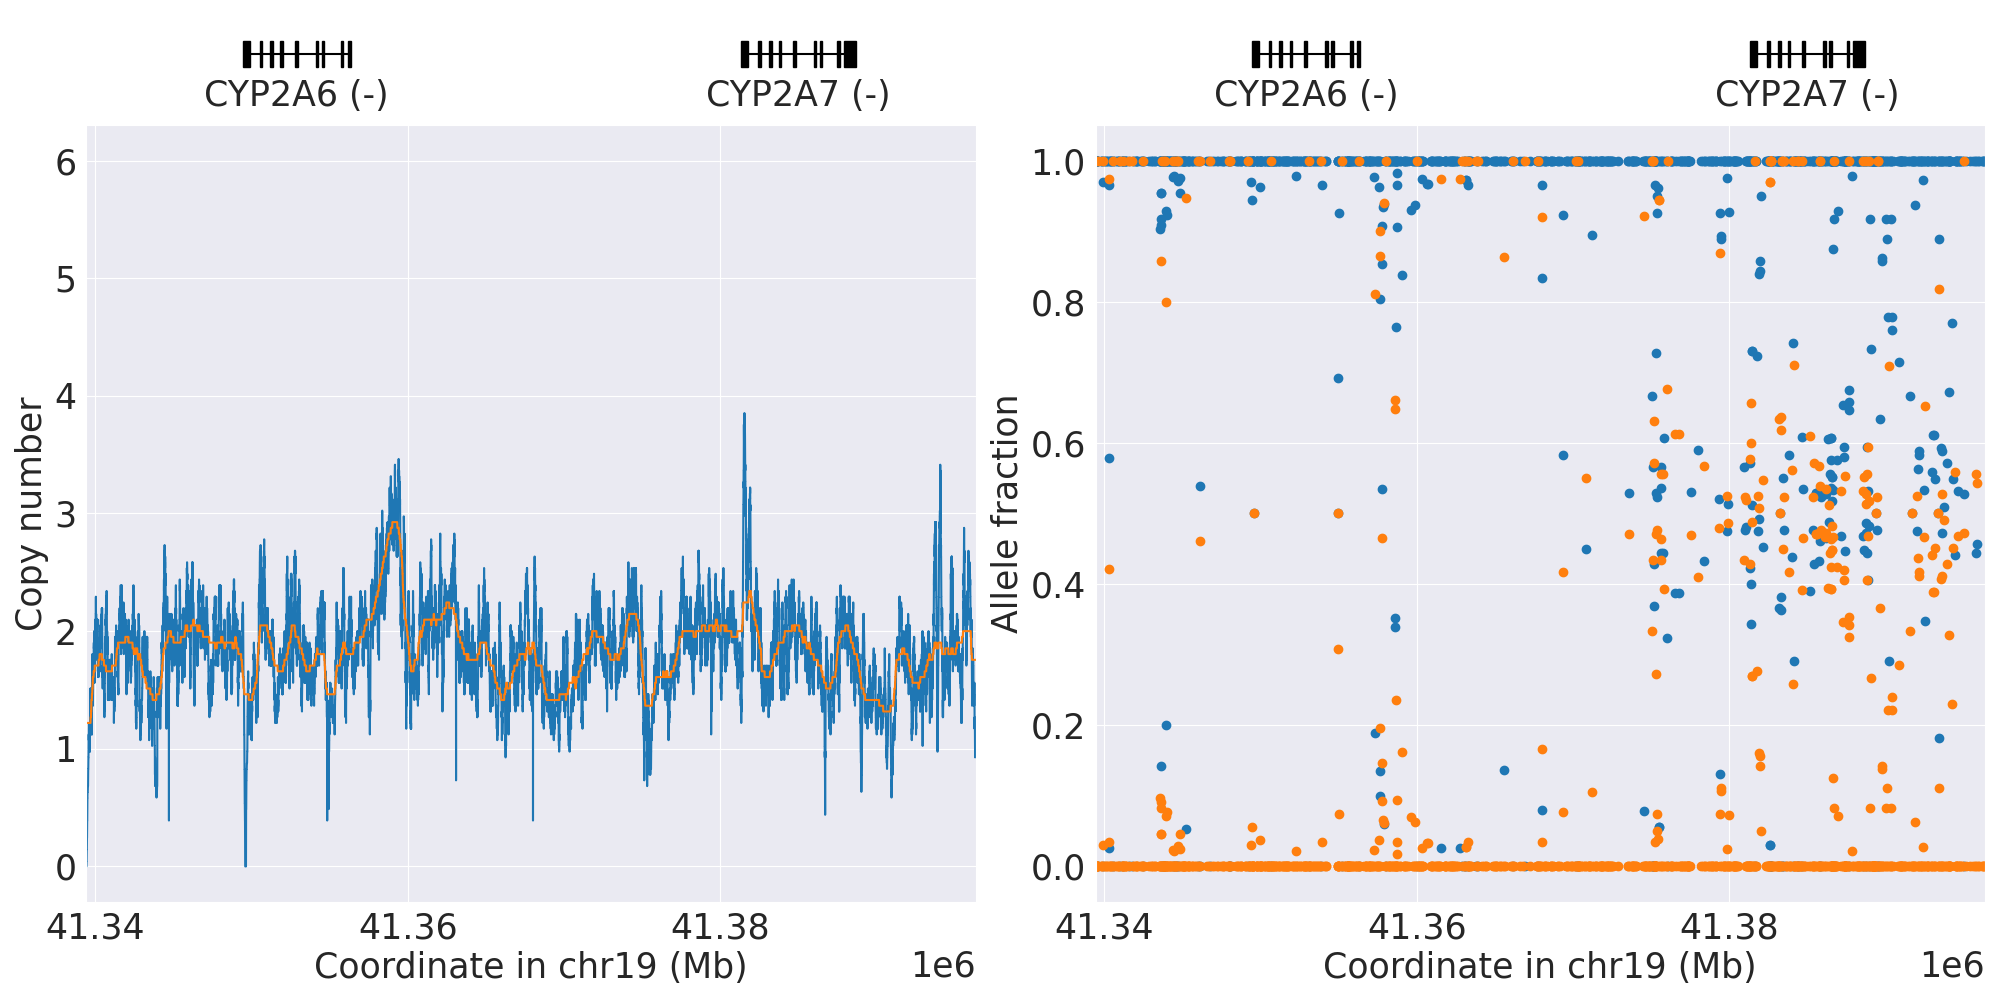 CYP2A6 (-)
CYP2A7 (-)
6
5
4
3
2
1
0
Copy number
41.34
41.36
41.38
Coordinate in chr19 (Mb)
1e6
CYP2A6 (-)
CYP2A7 (-)
1.0
0.8
0.6
0.4
0.2
0.0
Allele fraction
41.34
41.36
41.38
Coordinate in chr19 (Mb)
1e6